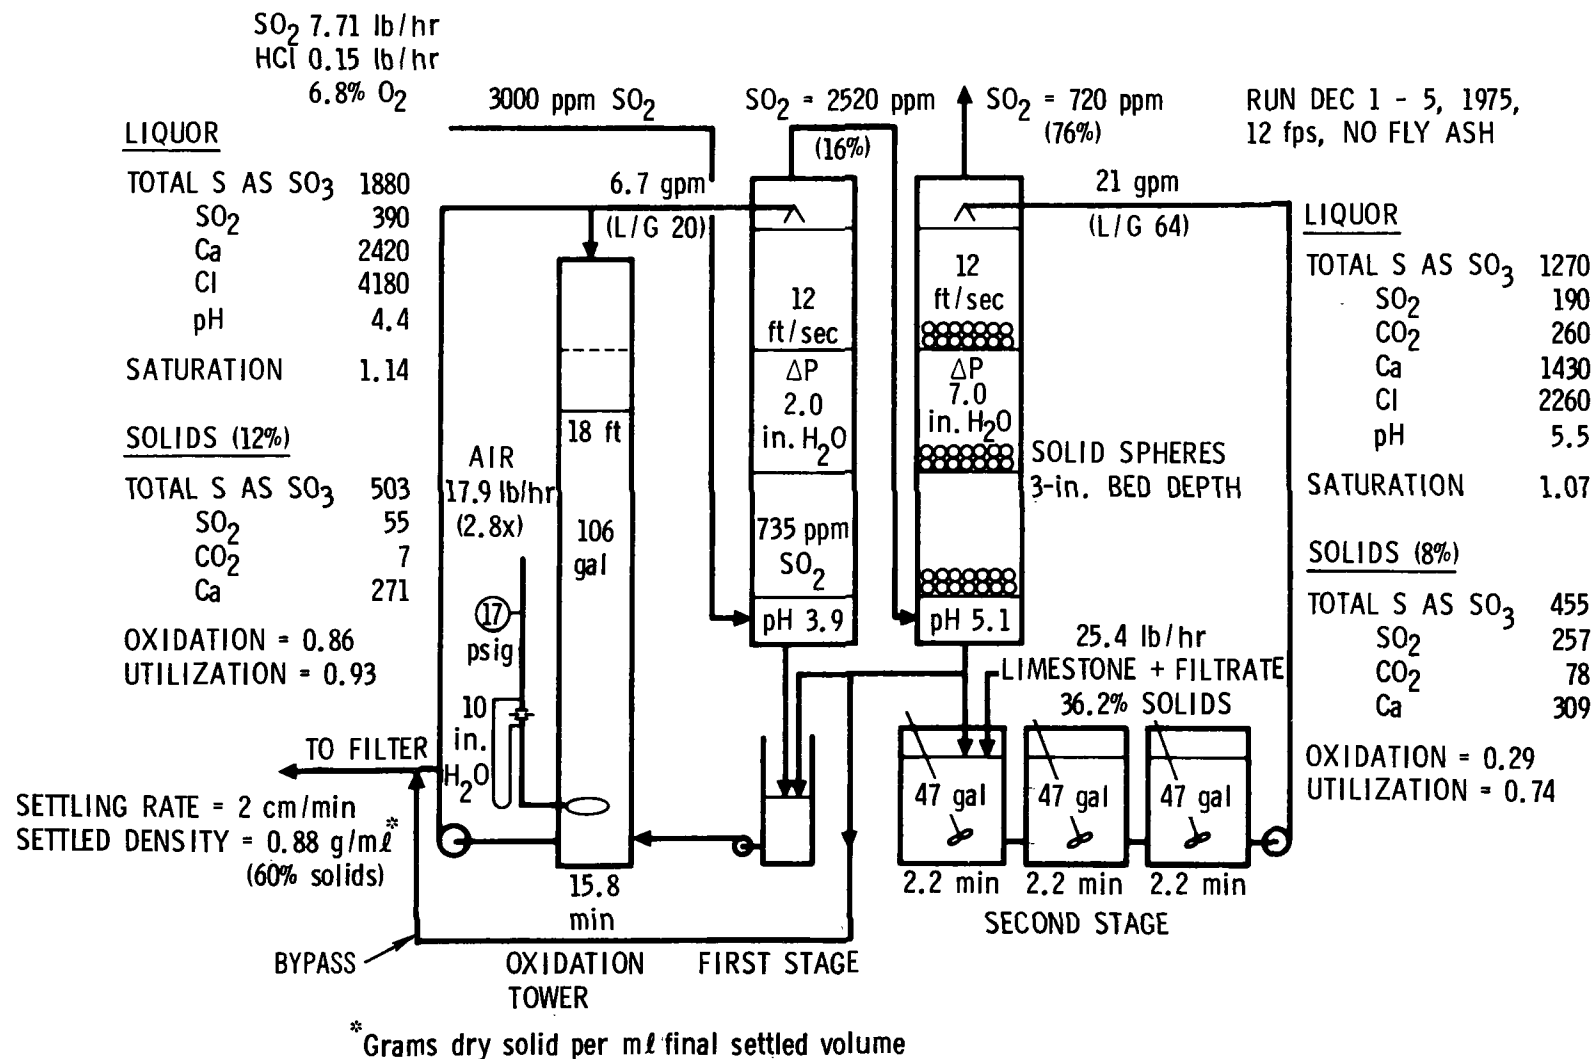 SO2 7.71 lb/hr
HCl 0.15 lb/hr
6.8% O2
3000 ppm SO2
SO2 = 2520 ppm
(16%)
SO2 = 720 ppm
(76%)
RUN DEC 1 - 5, 1975,
12 fps, NO FLY ASH
LIQUOR
TOTAL S AS SO3 1880
SO2 390
Ca 2420
Cl 4180
pH 4.4
SATURATION 1.14
SOLIDS (12%)
TOTAL S AS SO3 503
SO2 55
CO2 7
Ca 271
OXIDATION = 0.86
UTILIZATION = 0.93
6.7 gpm
(L/G 20)
18 ft
106
gal
AIR
17.9 lb/hr
(2.8x)
17
psig
10
in.
H2O
TO FILTER
SETTLING RATE = 2 cm/min
SETTLED DENSITY = 0.88 g/mℓ*
(60% solids)
15.8
min
BYPASS
OXIDATION
TOWER
12
ft/sec
ΔP
2.0
in. H2O
735 ppm
SO2
pH 3.9
FIRST STAGE
21 gpm
(L/G 64)
12
ft/sec
ΔP
7.0
in. H2O
pH 5.1
SOLID SPHERES
3-in. BED DEPTH
25.4 lb/hr
LIMESTONE + FILTRATE
36.2% SOLIDS
47 gal
47 gal
47 gal
2.2 min
2.2 min
2.2 min
SECOND STAGE
LIQUOR
TOTAL S AS SO3 1270
SO2 190
CO2 260
Ca 1430
Cl 2260
pH 5.5
SATURATION 1.07
SOLIDS (8%)
TOTAL S AS SO3 455
SO2 257
CO2 78
Ca 309
OXIDATION = 0.29
UTILIZATION = 0.74
*Grams dry solid per mℓ final settled volume